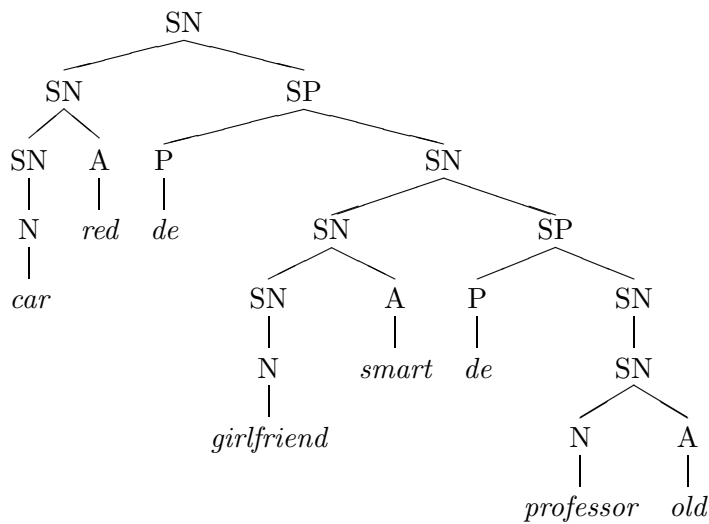 SN
SN SP
SN A P SN
N red de SN SP
car SN A P SN
N smart de SN
girlfriend N A
professor old